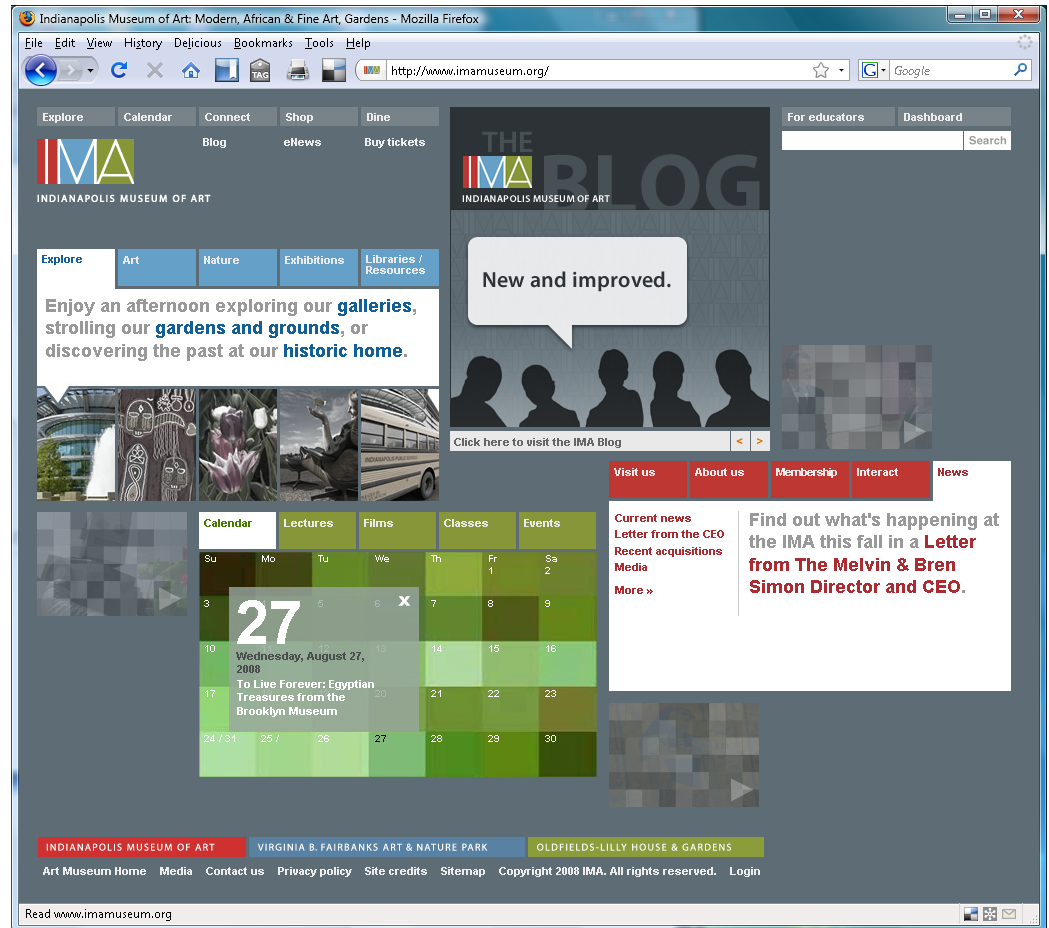 Indianapolis Museum of Art: Modern, African & Fine Art, Gardens - Mozilla Firefox
File Edit View History Delicious Bookmarks Tools Help
TAG
IMA
http://www.imamuseum.org/
G
Google
Explore Calendar Connect Shop Dine
Blog eNews Buy tickets
IMA
INDIANAPOLIS MUSEUM OF ART
THE
BLOG
IMA
INDIANAPOLIS MUSEUM OF ART
New and improved.
Click here to visit the IMA Blog < >
For educators Dashboard
Search
Explore Art Nature Exhibitions Libraries /
Resources
Enjoy an afternoon exploring our galleries,
strolling our gardens and grounds, or
discovering the past at our historic home.
INDIANAPOLIS PUBLIC
Visit us About us Membership Interact News
Current news
Letter from the CEO
Recent acquisitions
Media
More »
Find out what's happening at
the IMA this fall in a Letter
from The Melvin & Bren
Simon Director and CEO.
Calendar Lectures Films Classes Events
Su Mo Tu We Th Fr Sa
1 2
3 5 6 7 8 9
10 14 15 16
17 20 21 22 23
24 / 31 25 / 26 27 28 29 30
x
27
Wednesday, August 27,
2008
To Live Forever: Egyptian
Treasures from the
Brooklyn Museum
INDIANAPOLIS MUSEUM OF ART VIRGINIA B. FAIRBANKS ART & NATURE PARK OLDFIELDS-LILLY HOUSE & GARDENS
Art Museum Home Media Contact us Privacy policy Site credits Sitemap Copyright 2008 IMA. All rights reserved. Login
Read www.imamuseum.org